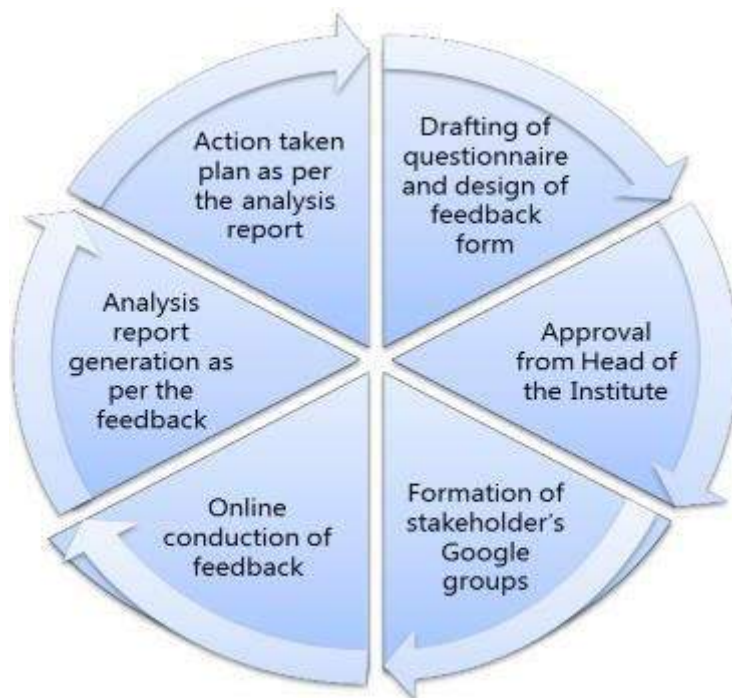 Drafting of
questionnaire
and design of
feedback
form
Approval
from Head of
the Institute
Formation of
stakeholder's
Google
groups
Online
conduction of
feedback
Analysis
report
generation as
per the
feedback
Action taken
plan as per
the analysis
report